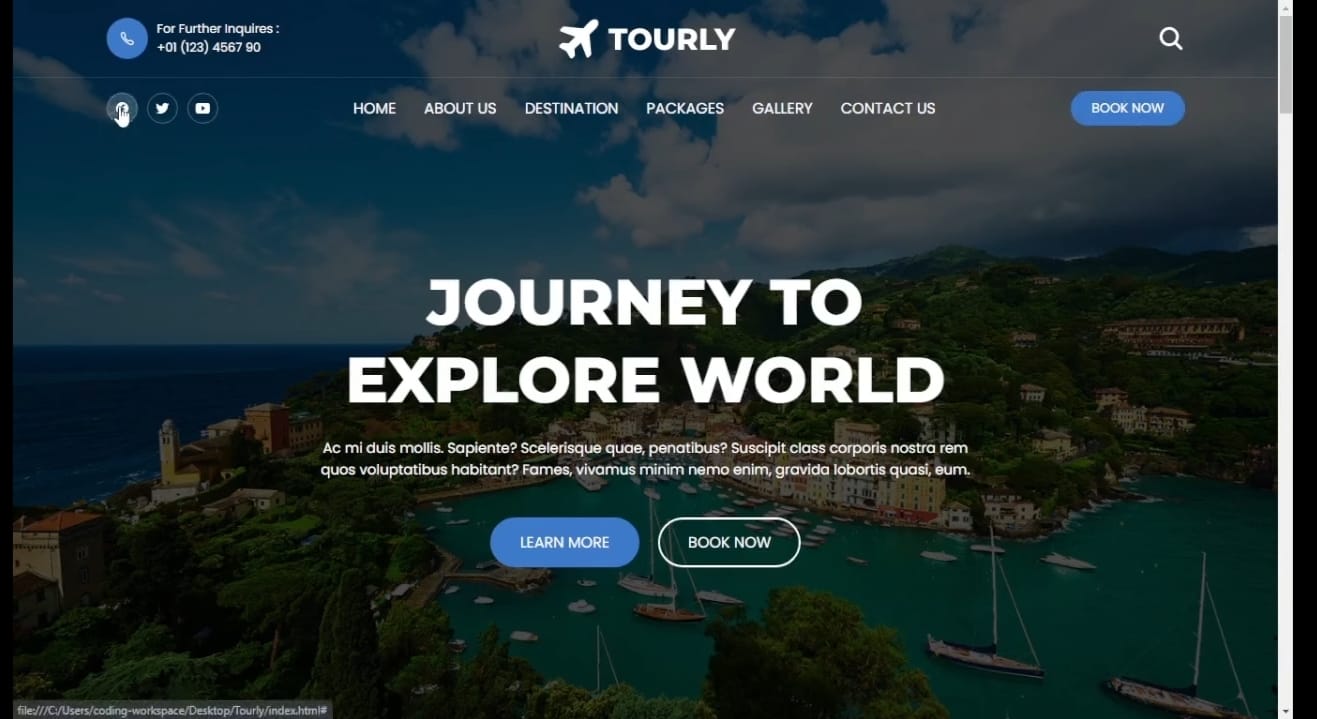 For Further Inquires :
+01 (123) 4567 90
TOURLY
HOME ABOUT US DESTINATION PACKAGES GALLERY CONTACT US
BOOK NOW
JOURNEY TO
EXPLORE WORLD
Ac mi duis mollis. Sapiente? Scelerisque quae, penatibus? Suscipit class corporis nostra rem
quos voluptatibus habitant? Fames, vivamus minim nemo enim, gravida lobortis quasi, eum.
LEARN MORE BOOK NOW
file:///C:/Users/coding-workspace/Desktop/Tourly/index.html#